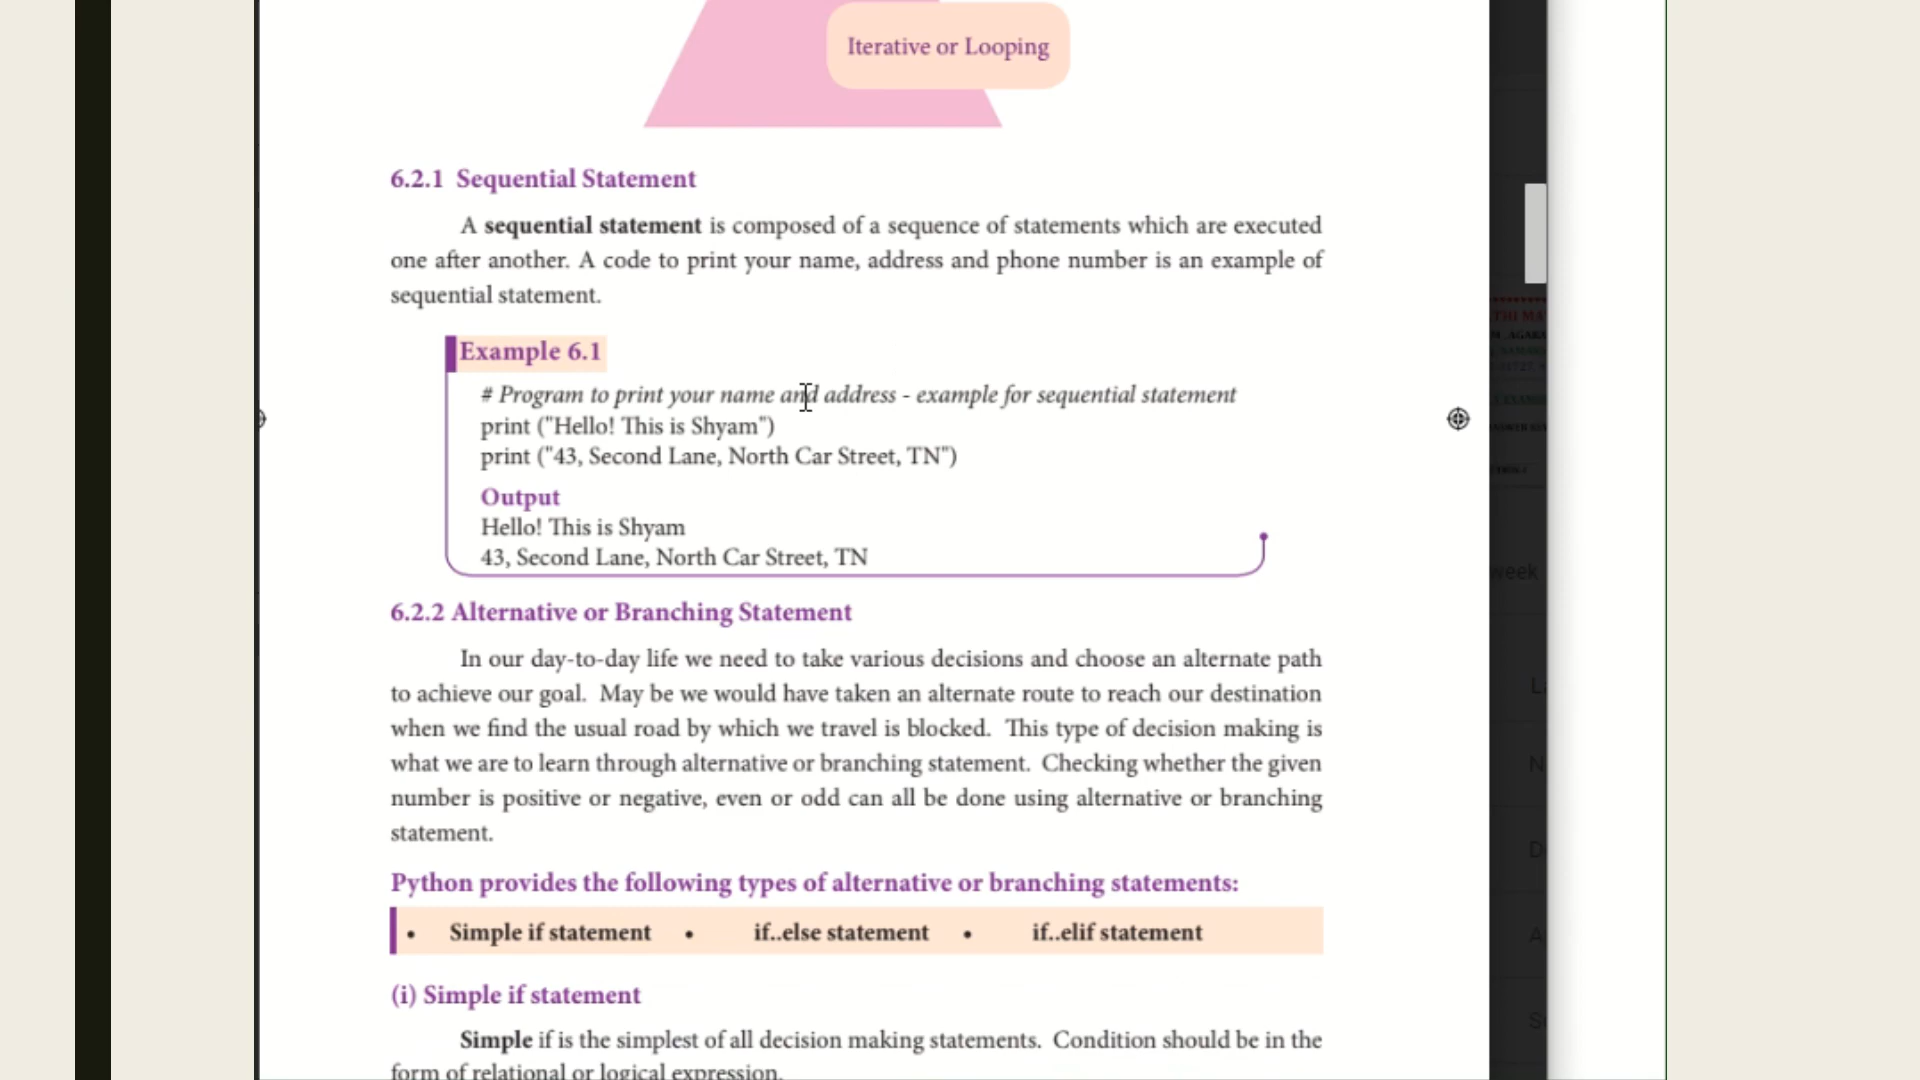 Iterative or Looping
6.2.1 Sequential Statement
A sequential statement is composed of a sequence of statements which are executed
one after another. A code to print your name, address and phone number is an example of
sequential statement.
Example 6.1
# Program to print your name and address - example for sequential statement
print ("Hello! This is Shyam")
print ("43, Second Lane, North Car Street, TN")
Output
Hello! This is Shyam
43, Second Lane, North Car Street, TN
6.2.2 Alternative or Branching Statement
In our day-to-day life we need to take various decisions and choose an alternate path
to achieve our goal. May be we would have taken an alternate route to reach our destination
when we find the usual road by which we travel is blocked. This type of decision making is
what we are to learn through alternative or branching statement. Checking whether the given
number is positive or negative, even or odd can all be done using alternative or branching
statement.
Python provides the following types of alternative or branching statements:
• Simple if statement • if..else statement • if..elif statement
(i) Simple if statement
Simple if is the simplest of all decision making statements. Condition should be in the
form of relational or logical expression.
week